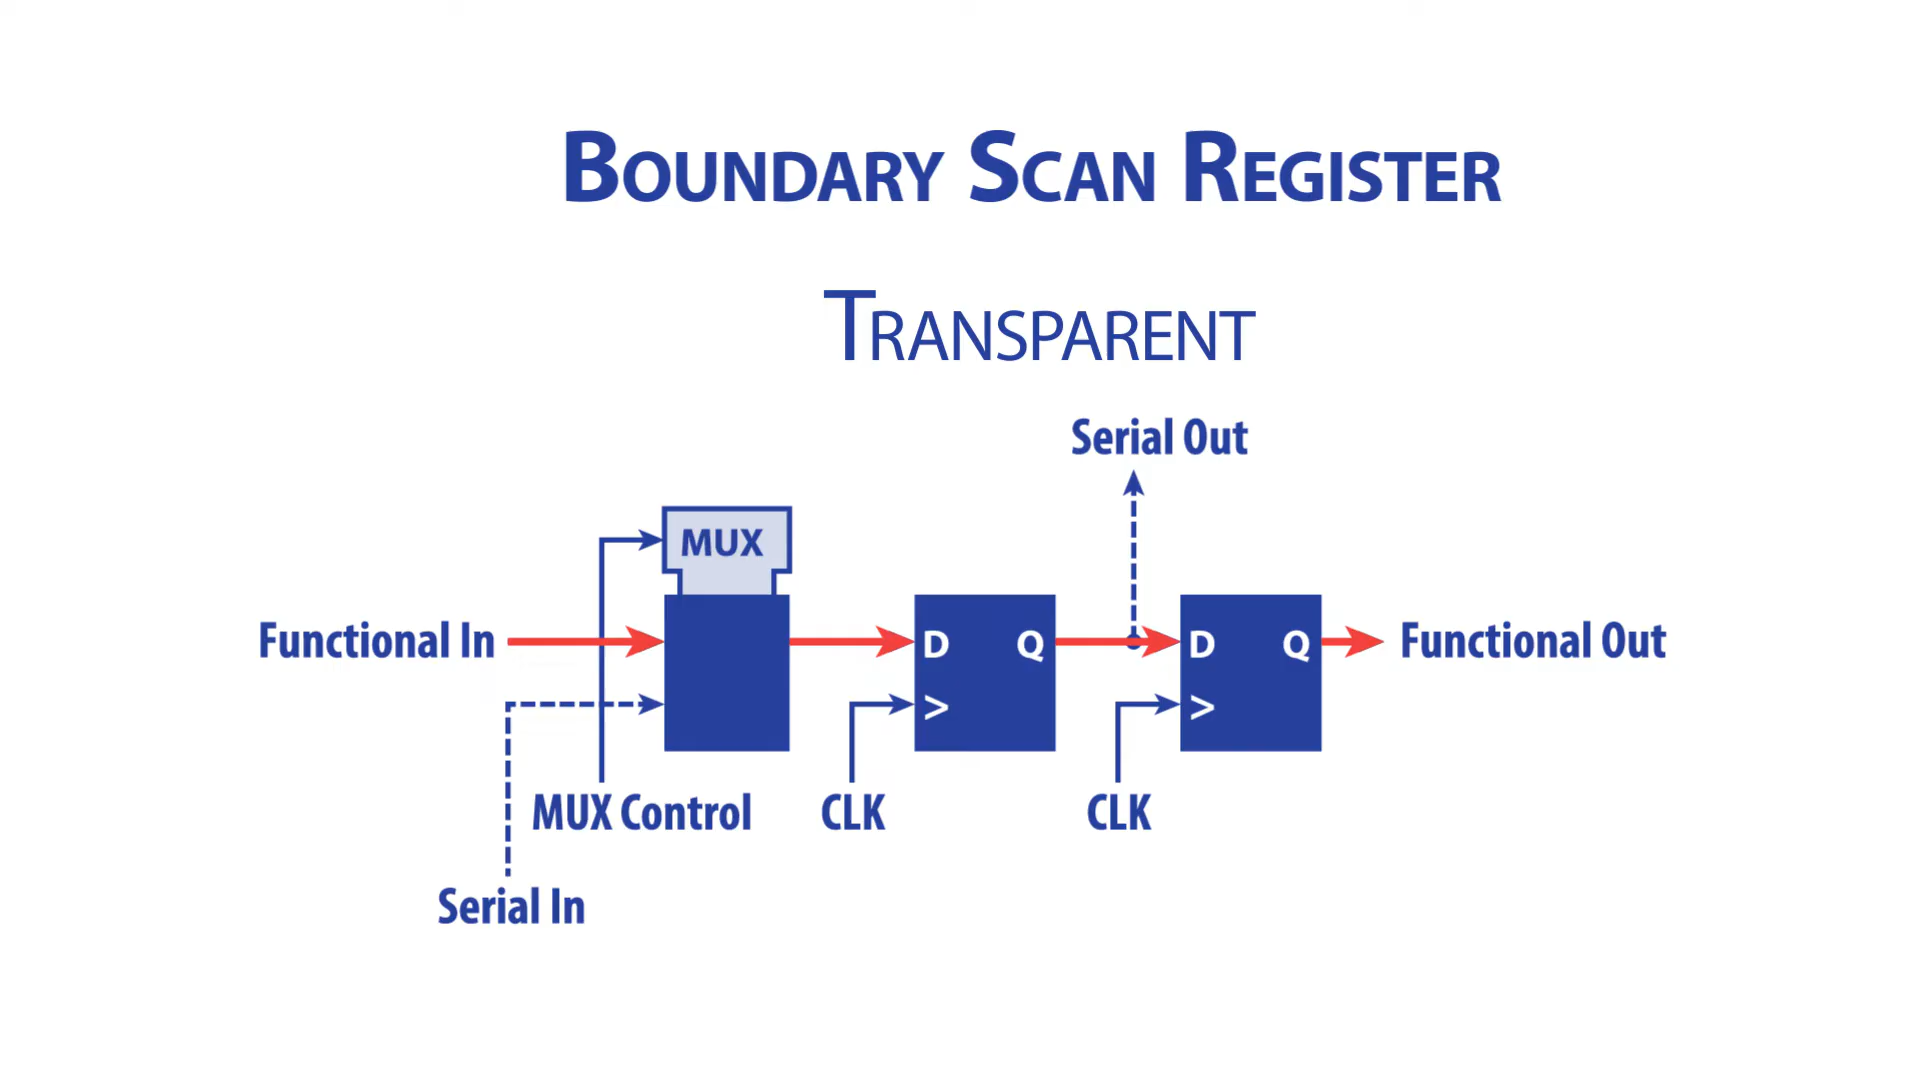 Boundary Scan Register
Transparent
Serial Out
MUX
Functional In
D Q
D Q
Functional Out
>
>
MUX Control
CLK
CLK
Serial In